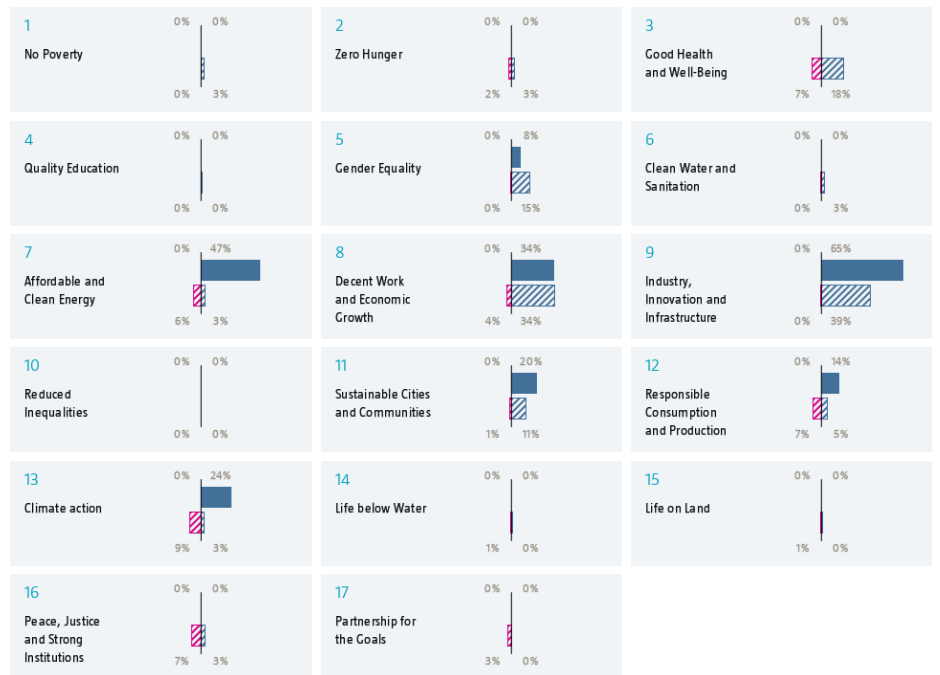 1
0% 0%
No Poverty
0% 3%
2
0% 0%
Zero Hunger
2% 3%
3
0% 0%
Good Health
and Well-Being
7% 18%
4
0% 0%
Quality Education
0% 0%
5
0% 8%
Gender Equality
0% 15%
6
0% 0%
Clean Water and
Sanitation
0% 3%
7
0% 47%
Affordable and
Clean Energy
6% 3%
8
0% 34%
Decent Work
and Economic
Growth
4% 34%
9
0% 65%
Industry,
Innovation and
Infrastructure
0% 39%
10
0% 0%
Reduced
Inequalities
0% 0%
11
0% 20%
Sustainable Cities
and Communities
1% 11%
12
0% 14%
Responsible
Consumption
and Production
7% 5%
13
0% 24%
Climate action
9% 3%
14
0% 0%
Life below Water
1% 0%
15
0% 0%
Life on Land
1% 0%
16
0% 0%
Peace, Justice
and Strong
Institutions
7% 3%
17
0% 0%
Partnership for
the Goals
3% 0%